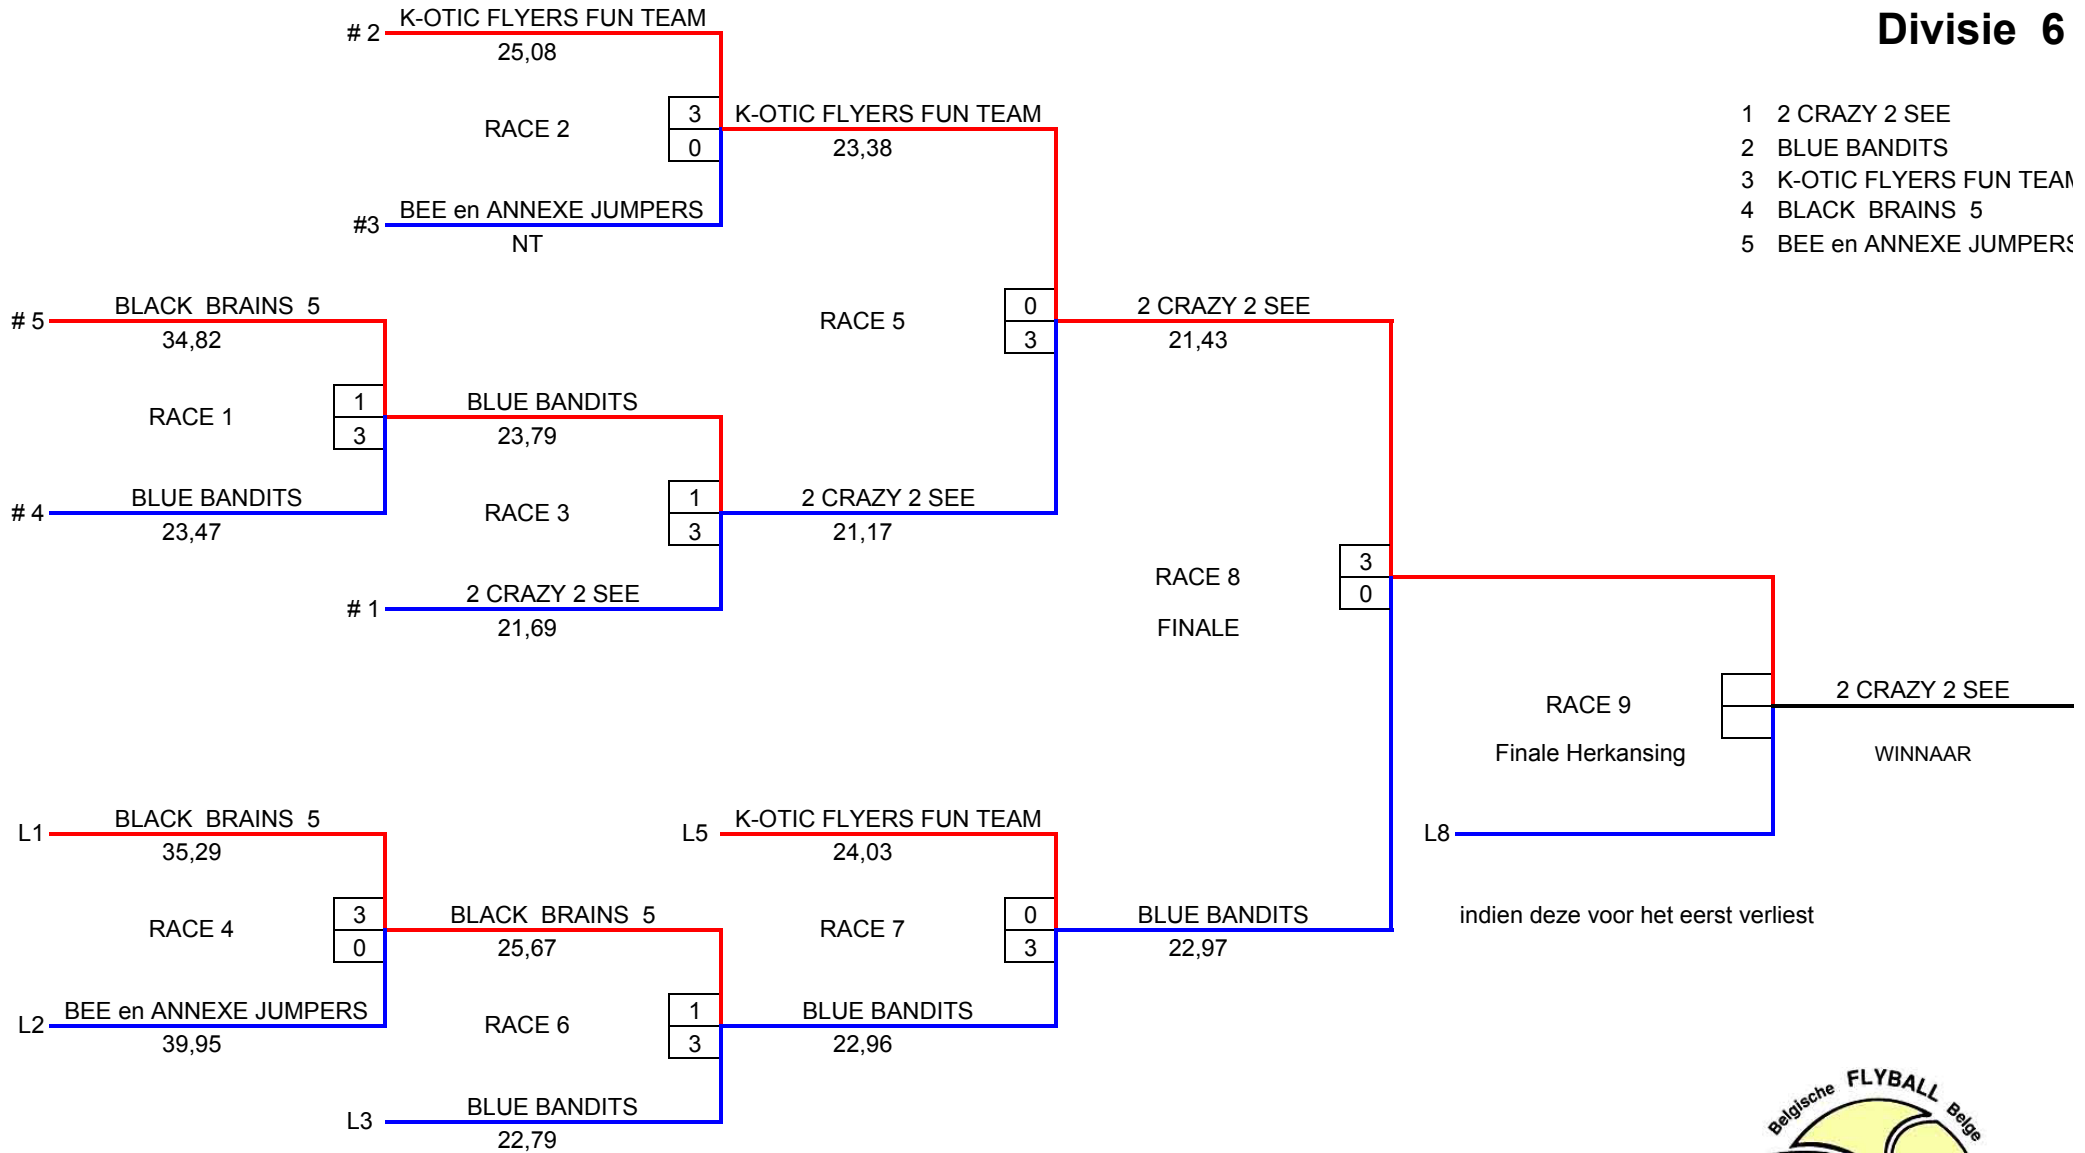 Divisie 6
1 2 CRAZY 2 SEE
2 BLUE BANDITS
3 K-OTIC FLYERS FUN TEAM
4 BLACK BRAINS 5
5 BEE en ANNEXE JUMPERS
# 2 K-OTIC FLYERS FUN TEAM
25,08
RACE 2
3
0
#3 BEE en ANNEXE JUMPERS
NT
K-OTIC FLYERS FUN TEAM
23,38
# 5 BLACK BRAINS 5
34,82
RACE 1
1
3
# 4 BLUE BANDITS
23,47
BLUE BANDITS
23,79
RACE 3
1
3
# 1 2 CRAZY 2 SEE
21,69
RACE 5
0
3
2 CRAZY 2 SEE
21,17
2 CRAZY 2 SEE
21,43
RACE 8
FINALE
3
0
RACE 9
Finale Herkansing
2 CRAZY 2 SEE
WINNAAR
L8
indien deze voor het eerst verliest
L1 BLACK BRAINS 5
35,29
RACE 4
3
0
L2 BEE en ANNEXE JUMPERS
39,95
BLACK BRAINS 5
25,67
RACE 6
1
3
L3 BLUE BANDITS
22,79
L5 K-OTIC FLYERS FUN TEAM
24,03
RACE 7
0
3
BLUE BANDITS
22,96
BLUE BANDITS
22,97
Belgische FLYBALL Belge